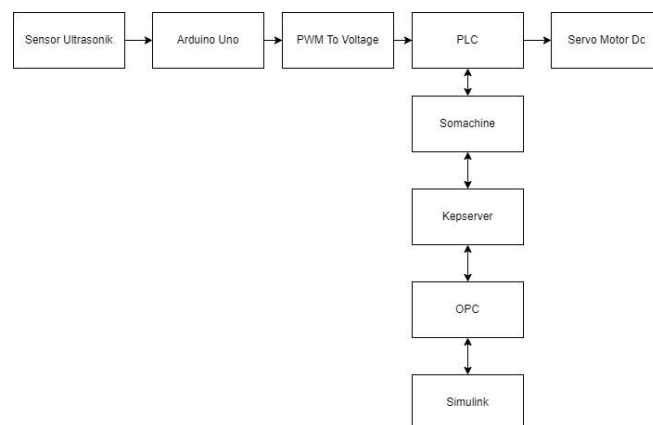 Sensor Ultrasonik
Arduino Uno
PWM To Voltage
PLC
Servo Motor Dc
Somachine
Kepserver
OPC
Simulink